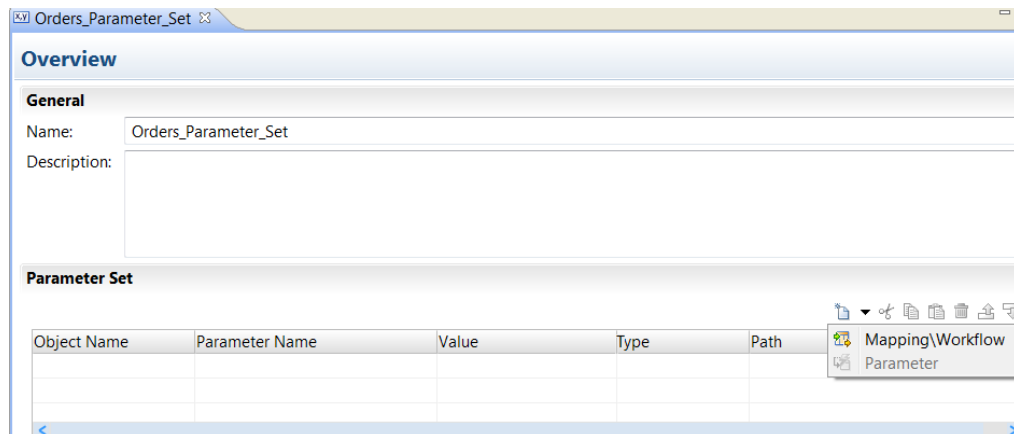 Orders_Parameter_Set
Overview
General
Name: Orders_Parameter_Set
Description:
Parameter Set
Object Name Parameter Name Value Type Path
Mapping\Workflow
Parameter